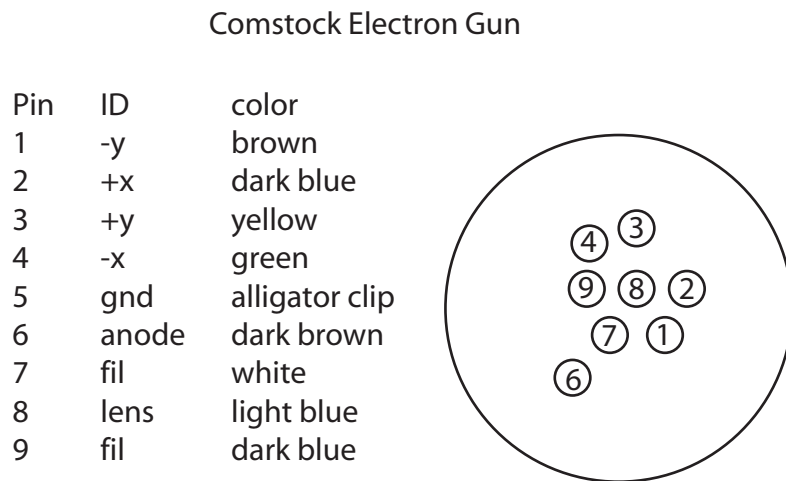 Comstock Electron Gun
Pin ID color
1 -y brown
2 +x dark blue
3 +y yellow
4 -x green
5 gnd alligator clip
6 anode dark brown
7 fil white
8 lens light blue
9 fil dark blue
3
4
9 8 2
7 1
6